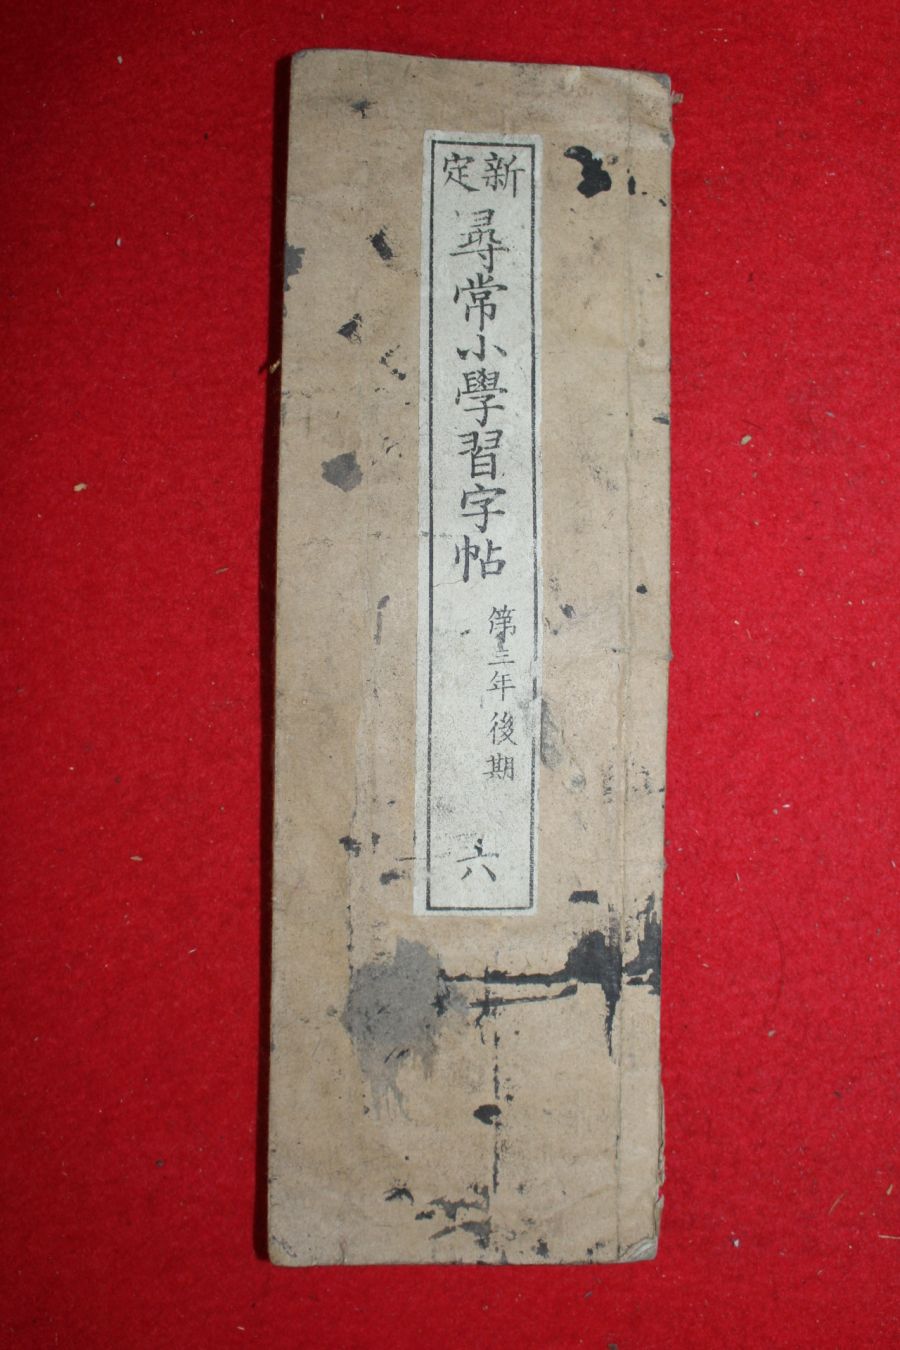 新定
尋常小學習字帖
第三年後期
六